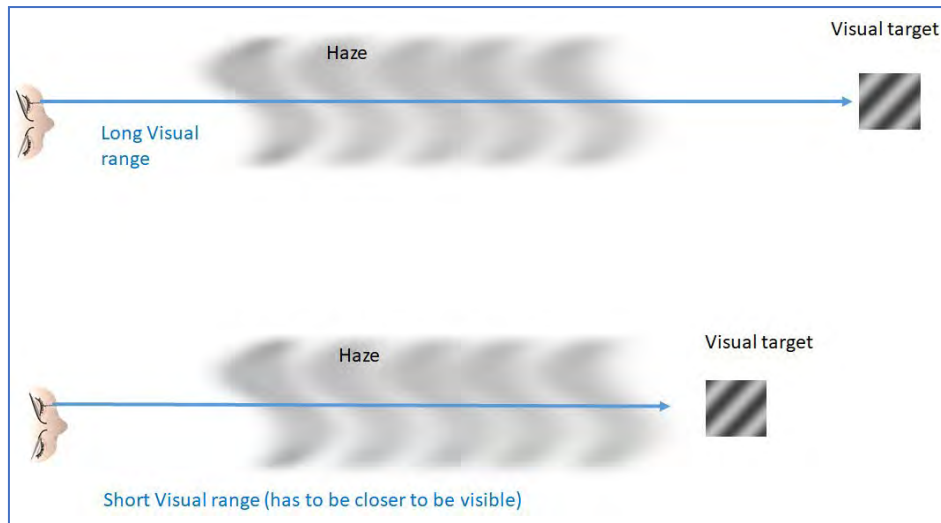 Visual target
Haze
Long Visual
range
Visual target
Haze
Short Visual range (has to be closer to be visible)